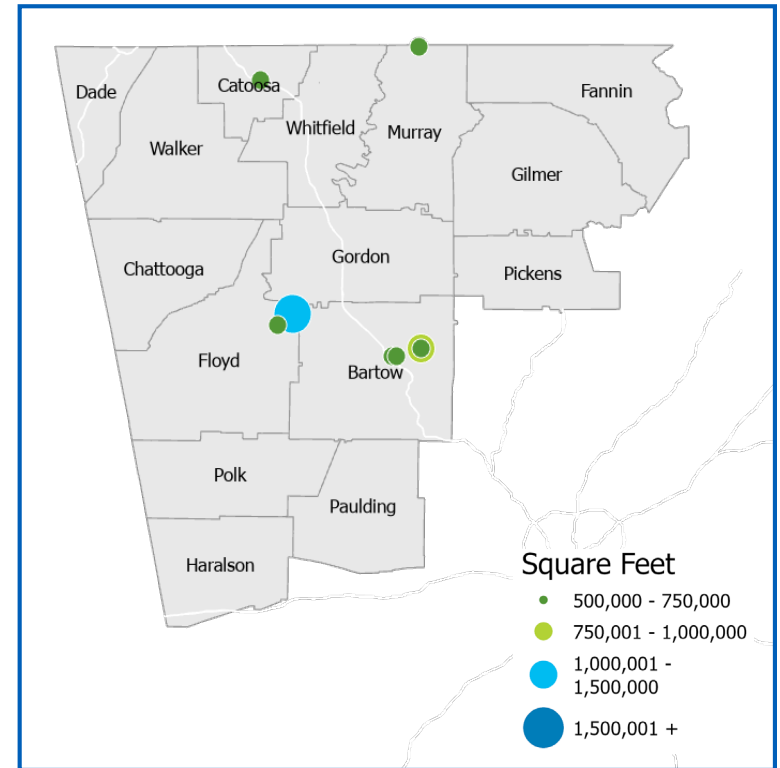 Dade
Catoosa
Fannin
Walker
Whitfield
Murray
Gilmer
Chattooga
Gordon
Pickens
Floyd
Bartow
Polk
Paulding
Haralson
Square Feet
500,000 - 750,000
750,001 - 1,000,000
1,000,001 -
1,500,000
1,500,001 +